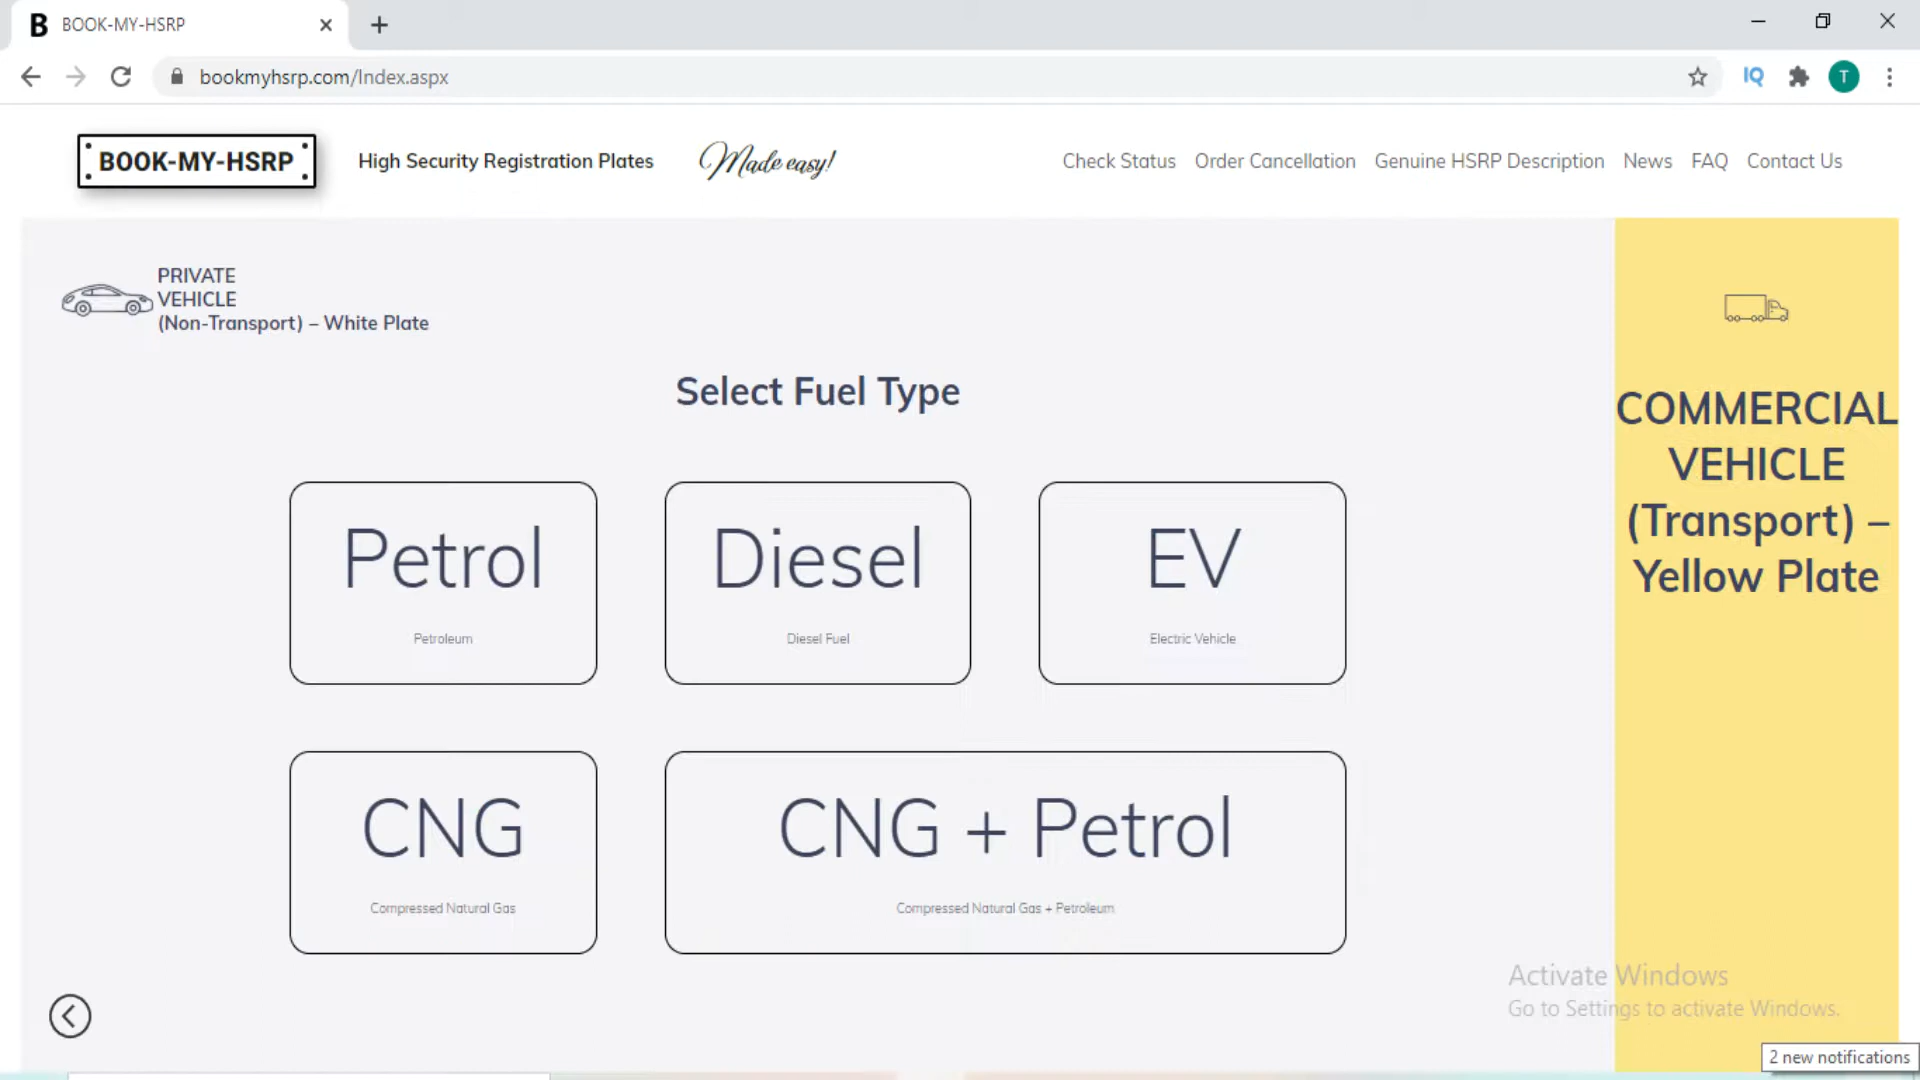 B BOOK-MY-HSRP
bookmyhsrp.com/Index.aspx
IQ
T
BOOK-MY-HSRP
High Security Registration Plates
Made easy!
Check Status
Order Cancellation
Genuine HSRP Description
News
FAQ
Contact Us
PRIVATE
VEHICLE
(Non-Transport) – White Plate
Select Fuel Type
Petrol
Petroleum
Diesel
Diesel Fuel
EV
Electric Vehicle
CNG
Compressed Natural Gas
CNG + Petrol
Compressed Natural Gas + Petroleum
COMMERCIAL
VEHICLE
(Transport) –
Yellow Plate
Activate Windows
Go to Settings to activate Windows.
2 new notifications